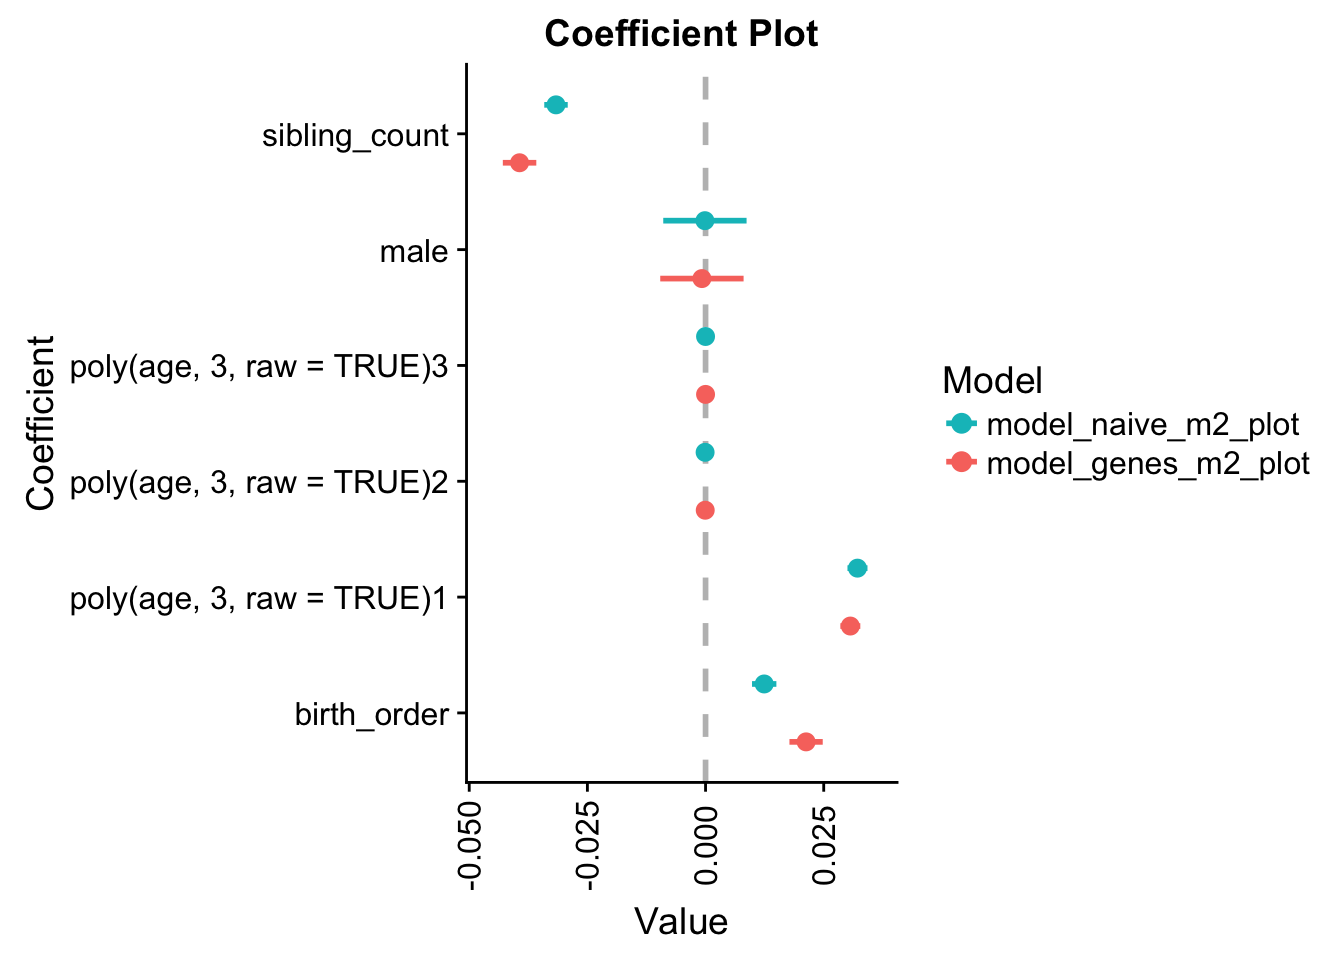 Coefficient Plot
sibling_count
male
poly(age, 3, raw = TRUE)3
poly(age, 3, raw = TRUE)2
poly(age, 3, raw = TRUE)1
birth_order
Coefficient
-0.050
-0.025
0.000
0.025
Value
Model
model_naive_m2_plot
model_genes_m2_plot